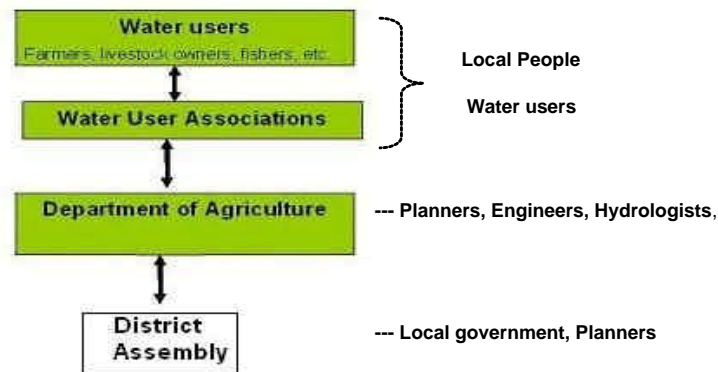 Water users
Farmers, livestock owners, fishers, etc.
Local People
Water users
Water User Associations
Department of Agriculture
--- Planners, Engineers, Hydrologists,
District
Assembly
--- Local government, Planners